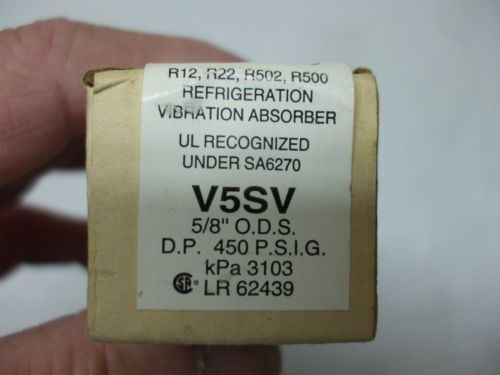 R12, R22, R502, R500
REFRIGERATION
VIBRATION ABSORBER
UL RECOGNIZED
UNDER SA6270
V5SV
5/8" O.D.S.
D.P. 450 P.S.I.G.
kPa 3103
SA LR 62439